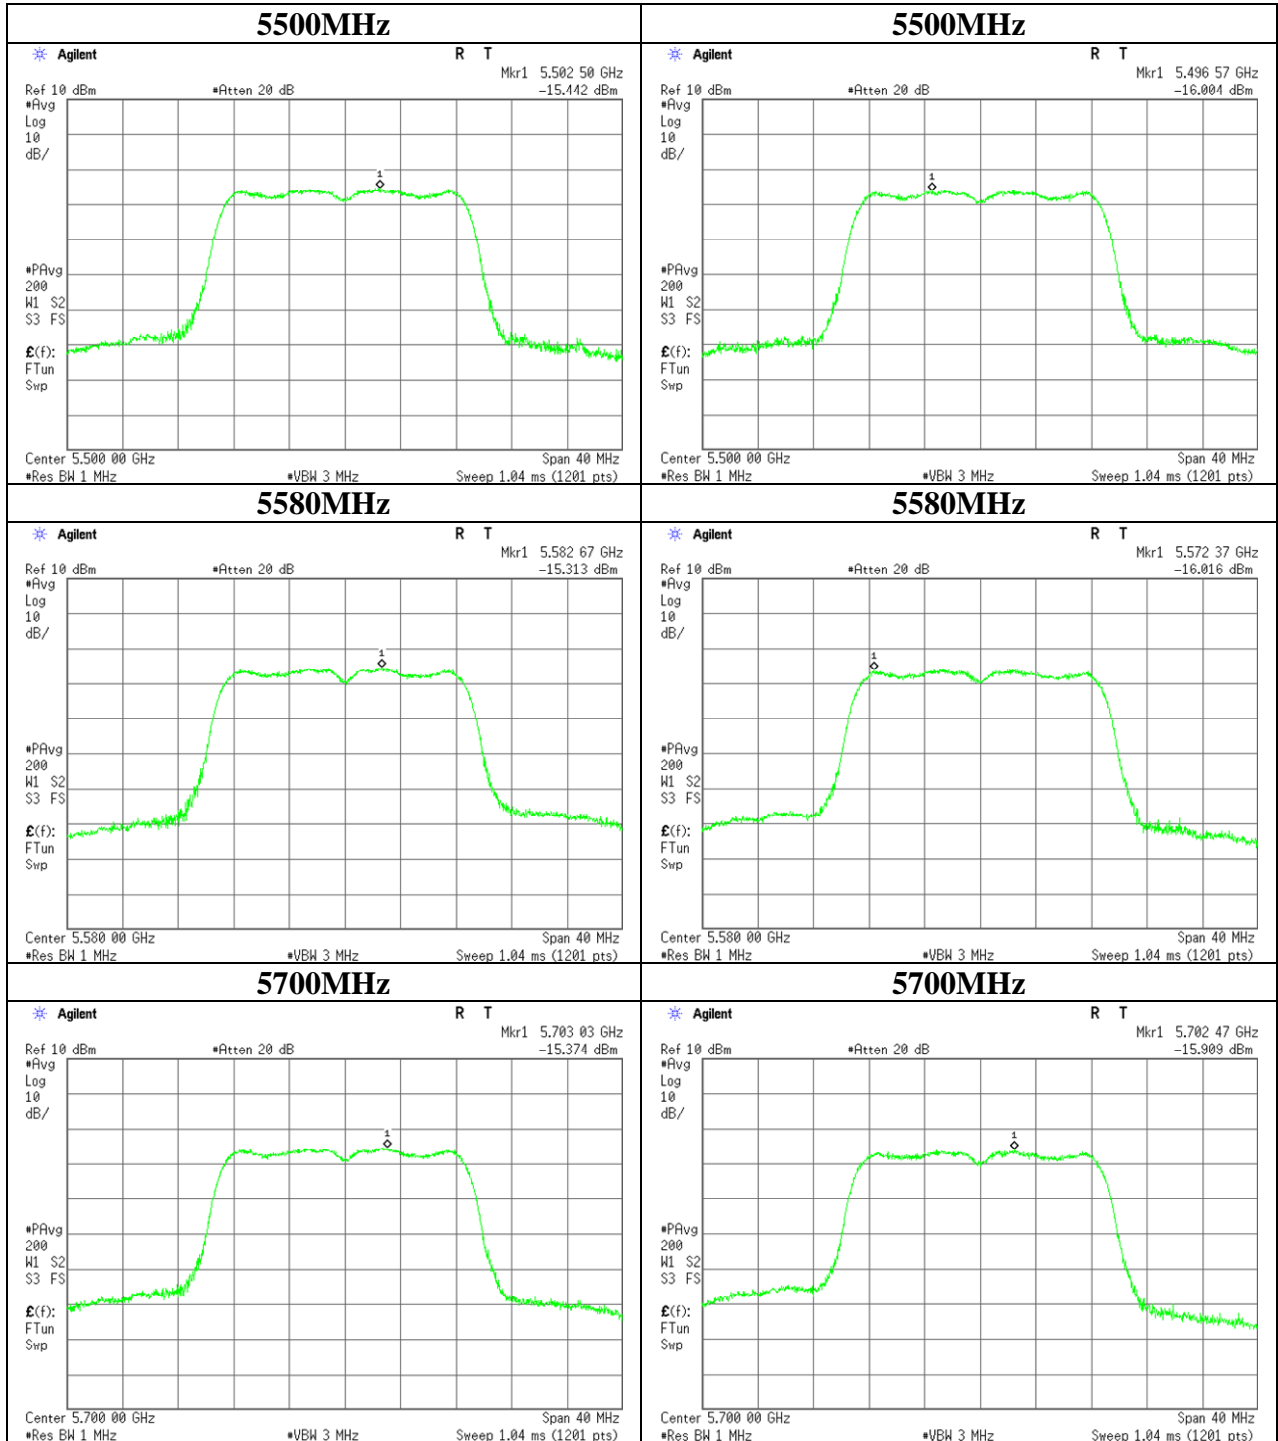 5500MHz
Agilent
R T
Mkr1 5.502 50 GHz
Ref 10 dBm #Atten 20 dB -15.442 dBm
#Avg
Log
10
dB/
1
#PAvg
200
W1 S2
S3 FS
£(f):
FTun
Swp
Center 5.500 00 GHz Span 40 MHz
#Res BW 1 MHz #VBW 3 MHz Sweep 1.04 ms (1201 pts)
5500MHz
Agilent
R T
Mkr1 5.496 57 GHz
Ref 10 dBm #Atten 20 dB -16.004 dBm
#Avg
Log
10
dB/
1
#PAvg
200
W1 S2
S3 FS
£(f):
FTun
Swp
Center 5.500 00 GHz Span 40 MHz
#Res BW 1 MHz #VBW 3 MHz Sweep 1.04 ms (1201 pts)
5580MHz
Agilent
R T
Mkr1 5.582 67 GHz
Ref 10 dBm #Atten 20 dB -15.313 dBm
#Avg
Log
10
dB/
1
#PAvg
200
W1 S2
S3 FS
£(f):
FTun
Swp
Center 5.580 00 GHz Span 40 MHz
#Res BW 1 MHz #VBW 3 MHz Sweep 1.04 ms (1201 pts)
5580MHz
Agilent
R T
Mkr1 5.572 37 GHz
Ref 10 dBm #Atten 20 dB -16.016 dBm
#Avg
Log
10
dB/
1
#PAvg
200
W1 S2
S3 FS
£(f):
FTun
Swp
Center 5.580 00 GHz Span 40 MHz
#Res BW 1 MHz #VBW 3 MHz Sweep 1.04 ms (1201 pts)
5700MHz
Agilent
R T
Mkr1 5.703 03 GHz
Ref 10 dBm #Atten 20 dB -15.374 dBm
#Avg
Log
10
dB/
1
#PAvg
200
W1 S2
S3 FS
£(f):
FTun
Swp
Center 5.700 00 GHz Span 40 MHz
#Res BW 1 MHz #VBW 3 MHz Sweep 1.04 ms (1201 pts)
5700MHz
Agilent
R T
Mkr1 5.702 47 GHz
Ref 10 dBm #Atten 20 dB -15.909 dBm
#Avg
Log
10
dB/
1
#PAvg
200
W1 S2
S3 FS
£(f):
FTun
Swp
Center 5.700 00 GHz Span 40 MHz
#Res BW 1 MHz #VBW 3 MHz Sweep 1.04 ms (1201 pts)